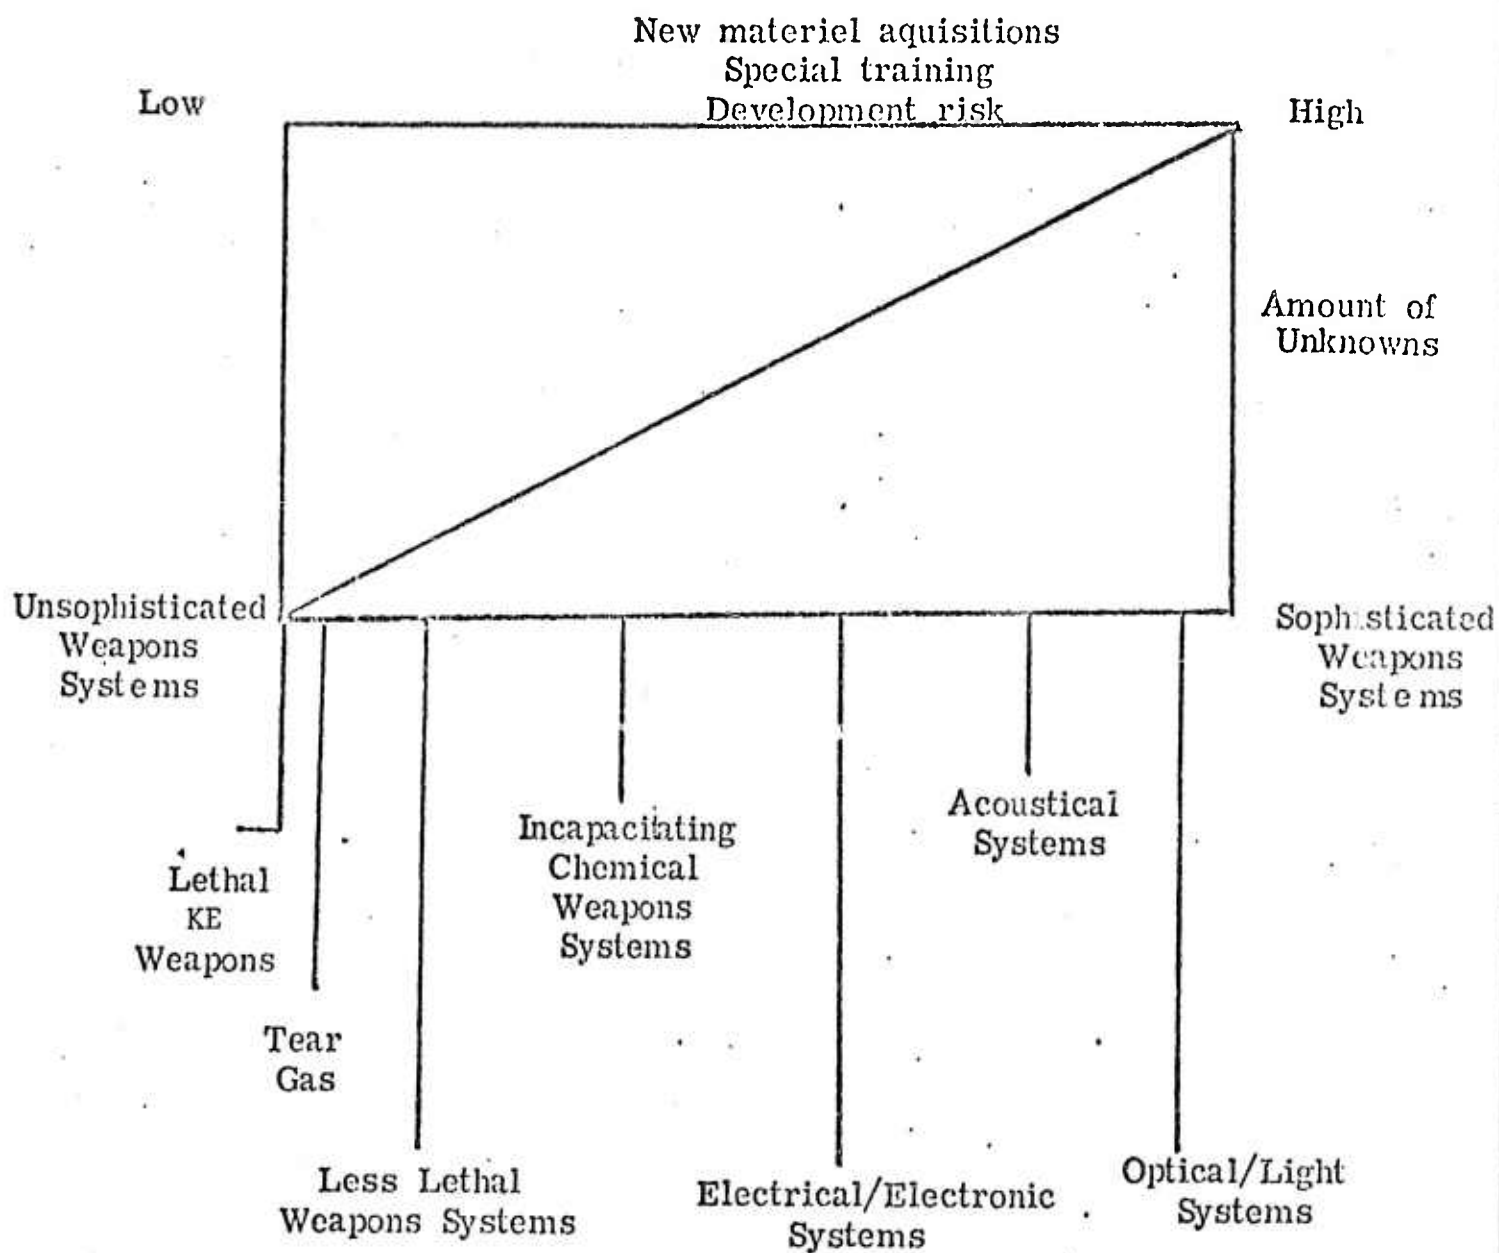 New materiel aquisitions
Special training
Development risk
Low
High
Amount of
Unknowns
Unsophisticated
Weapons
Systems
Sophisticated
Weapons
Systems
Lethal
KE
Weapons
Tear
Gas
Less Lethal
Weapons Systems
Incapacitating
Chemical
Weapons
Systems
Electrical/Electronic
Systems
Acoustical
Systems
Optical/Light
Systems